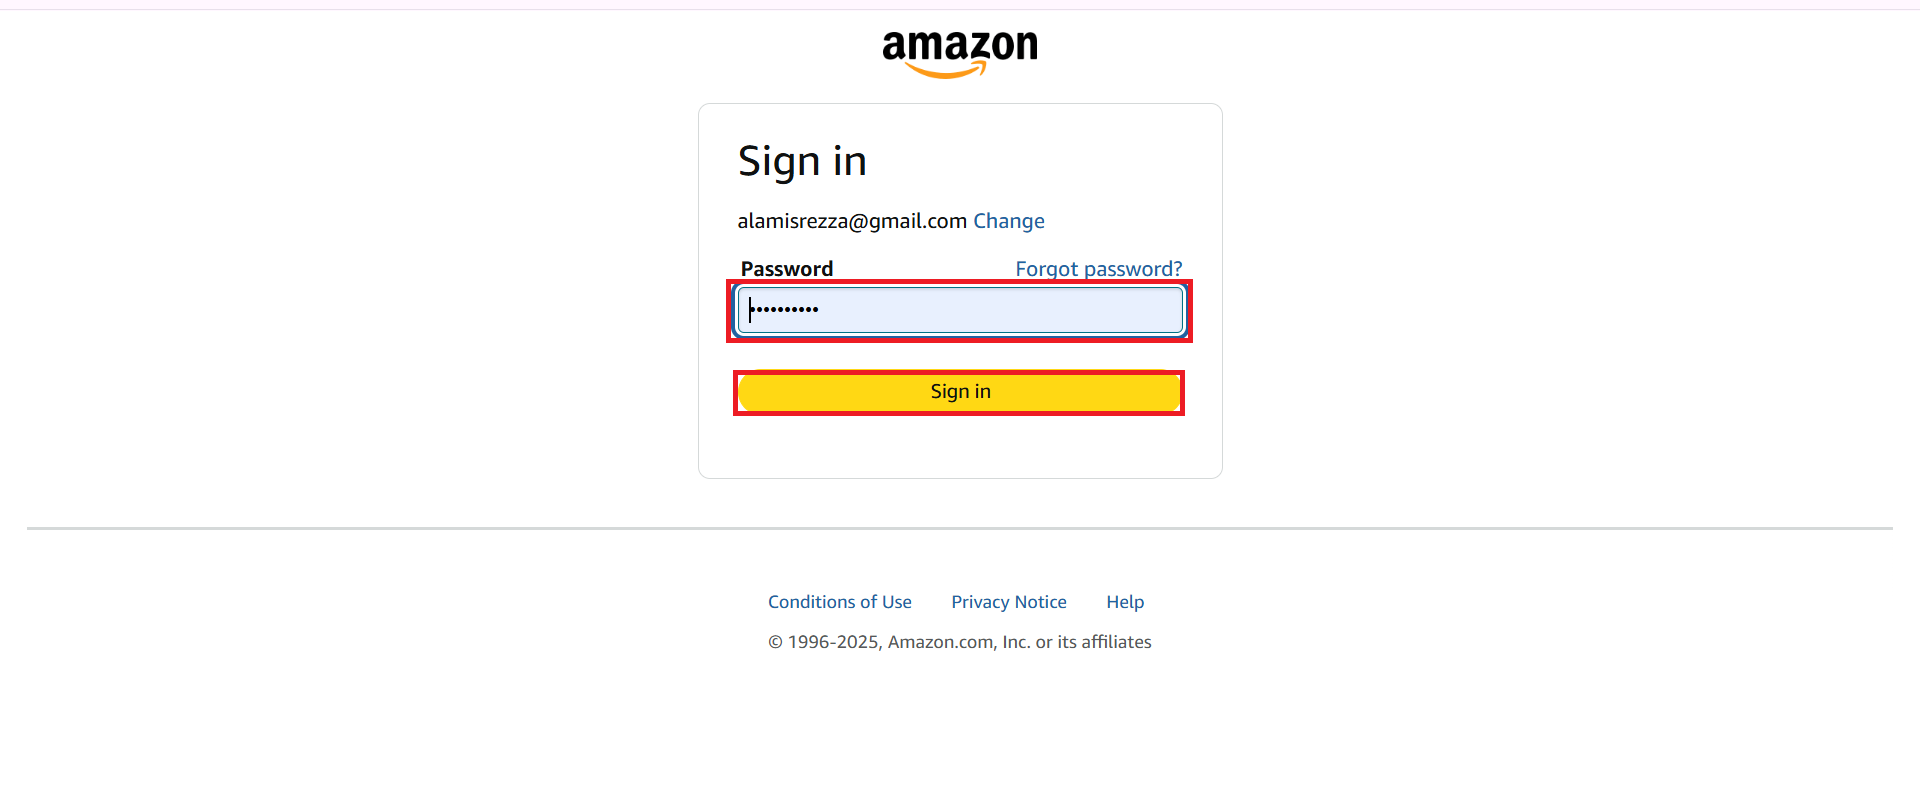 amazon
Sign in
alamisrezza@gmail.com Change
Password Forgot password?
••••••••••
Sign in
Conditions of Use Privacy Notice Help
© 1996-2025, Amazon.com, Inc. or its affiliates